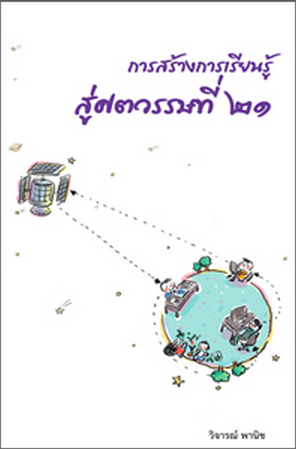 การสร้างการเรียนรู้
สู่ศตวรรษที่ ๒๑
วิจารณ์ พานิช